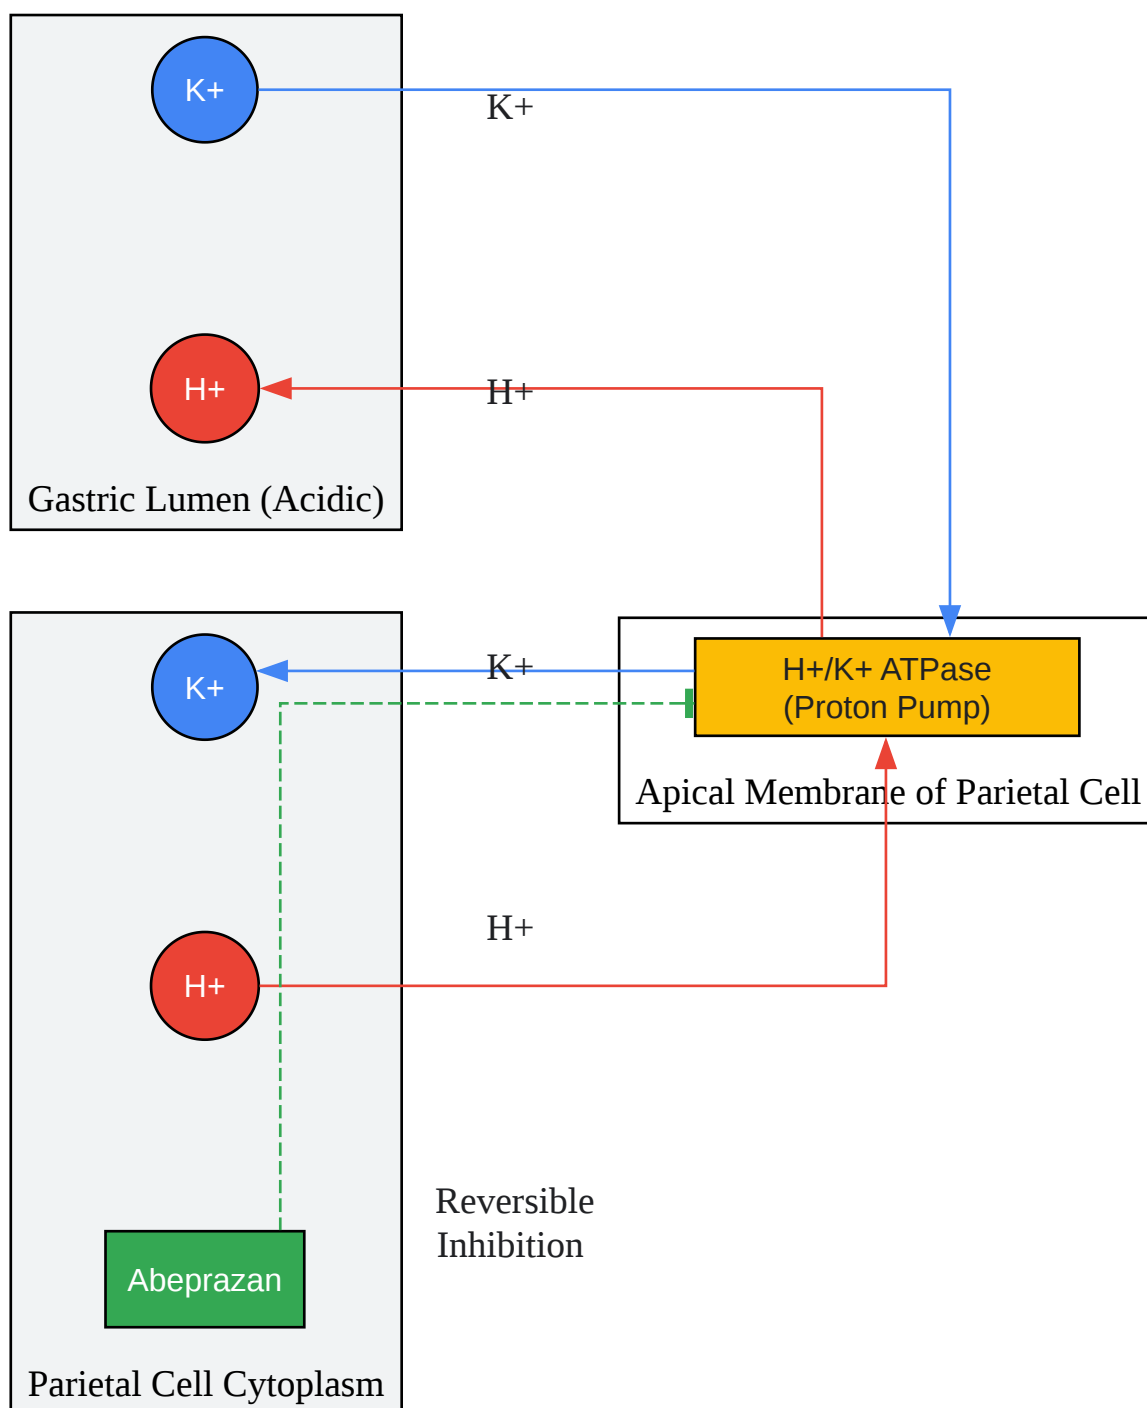 K+
K+
H+
H+
Gastric Lumen (Acidic)
K+
K+
H+/K+ ATPase
(Proton Pump)
Apical Membrane of Parietal Cell
H+
H+
Reversible
Inhibition
Abeprazan
Parietal Cell Cytoplasm